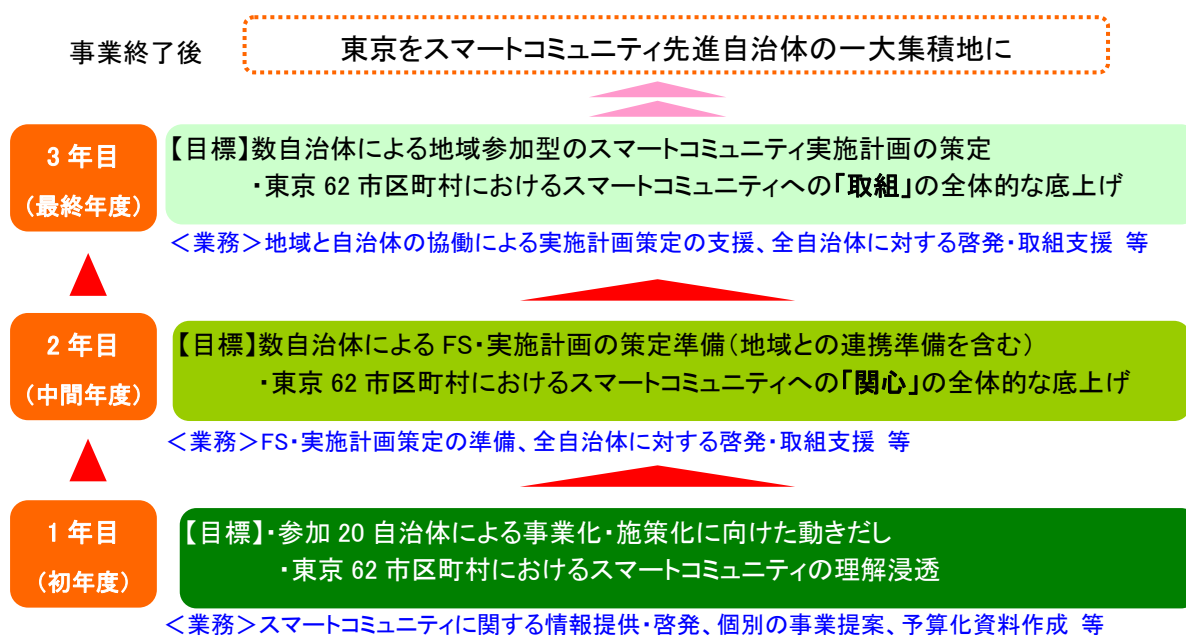 事業終了後
東京をスマートコミュニティ先進自治体の一大集積地に
3年目
(最終年度)
【目標】数自治体による地域参加型のスマートコミュニティ実施計画の策定
・東京 62 市区町村におけるスマートコミュニティへの「取組」の全体的な底上げ
<業務>地域と自治体の協働による実施計画策定の支援、全自治体に対する啓発・取組支援 等
2年目
(中間年度)
【目標】数自治体による FS・実施計画の策定準備(地域との連携準備を含む)
・東京 62 市区町村におけるスマートコミュニティへの「関心」の全体的な底上げ
<業務>FS・実施計画策定の準備、全自治体に対する啓発・取組支援 等
1年目
(初年度)
【目標】・参加 20 自治体による事業化・施策化に向けた動きだし
・東京 62 市区町村におけるスマートコミュニティの理解浸透
<業務>スマートコミュニティに関する情報提供・啓発、個別の事業提案、予算化資料作成 等